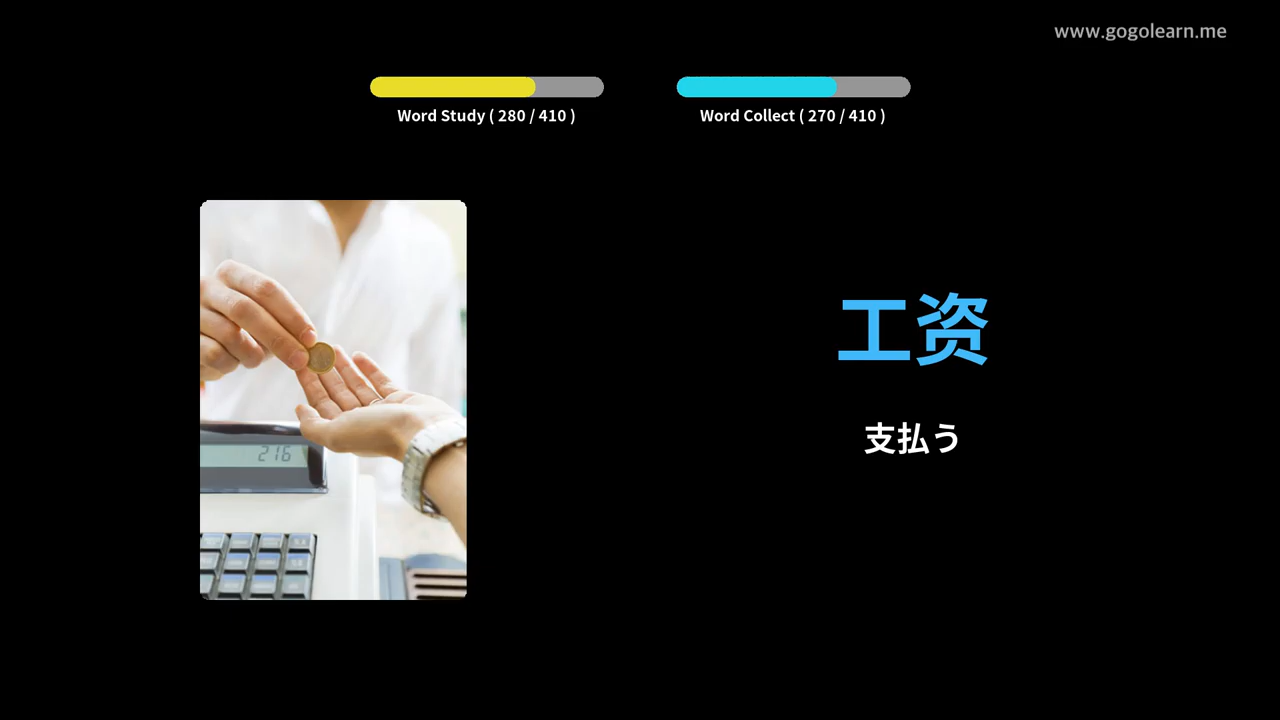 www.gogolearn.me
Word Study ( 280 / 410 )
Word Collect ( 270 / 410 )
工资
支払う
216